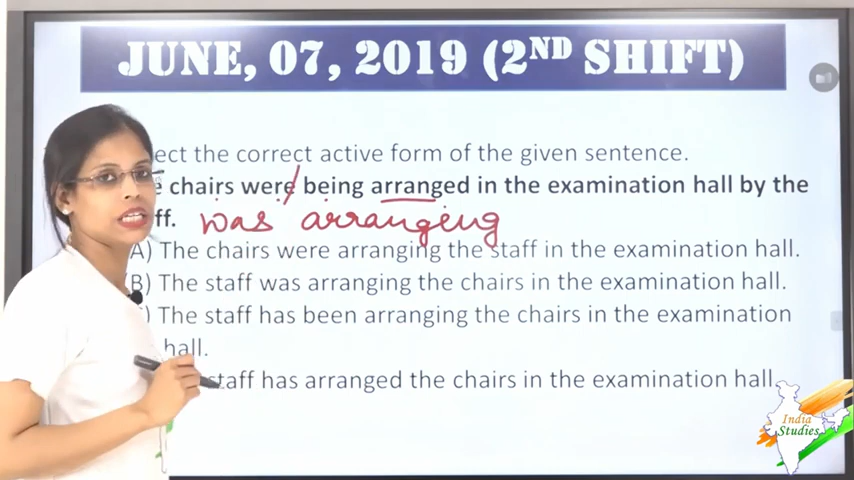 JUNE, 07, 2019 (2ND SHIFT)
ect the correct active form of the given sentence.
chairs were being arranged in the examination hall by the
ff. was arranging
A) The chairs were arranging the staff in the examination hall.
B) The staff was arranging the chairs in the examination hall.
) The staff has been arranging the chairs in the examination
hall.
staff has arranged the chairs in the examination hall.
India
Studies